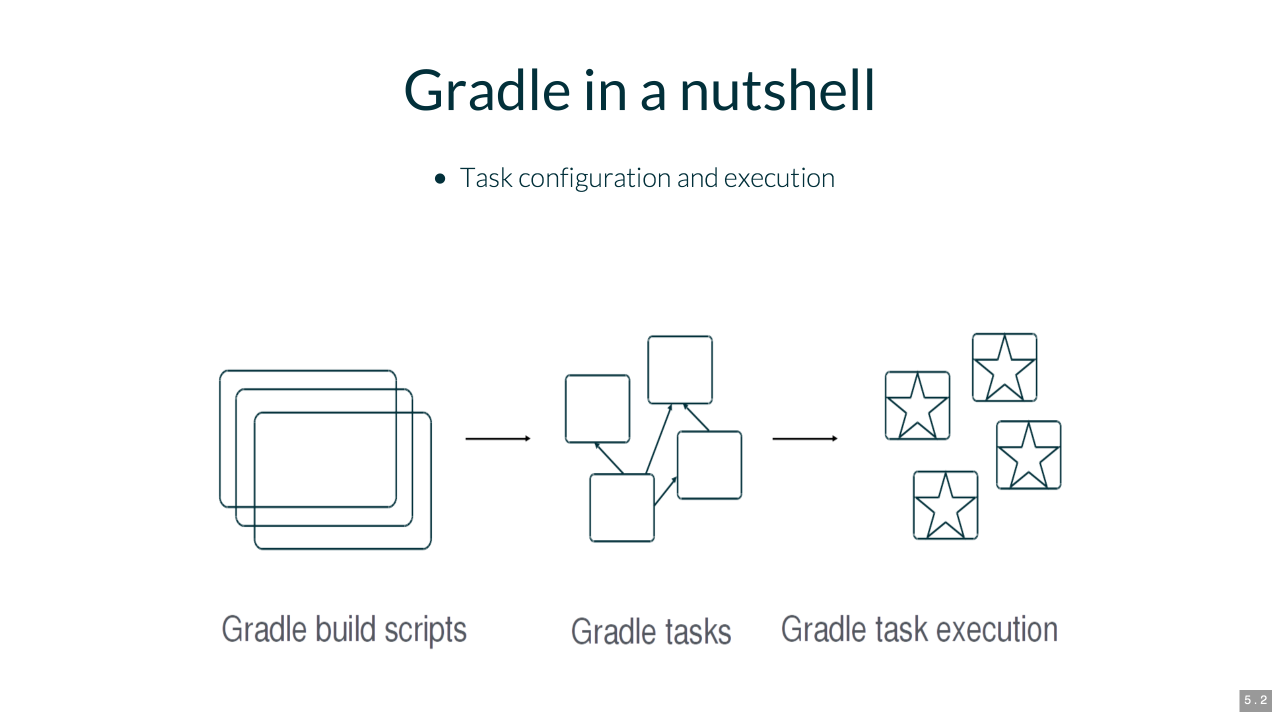 Gradle in a nutshell
• Task configuration and execution
Gradle build scripts
Gradle tasks
Gradle task execution
5.2